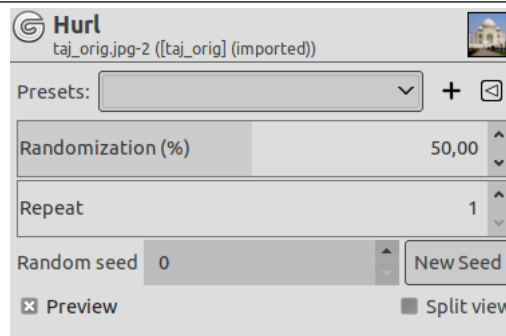 Hurl
taj_orig.jpg-2 ([taj_orig] (imported))
Presets:
Randomization (%) 50,00
Repeat 1
Random seed 0 New Seed
Preview Split view